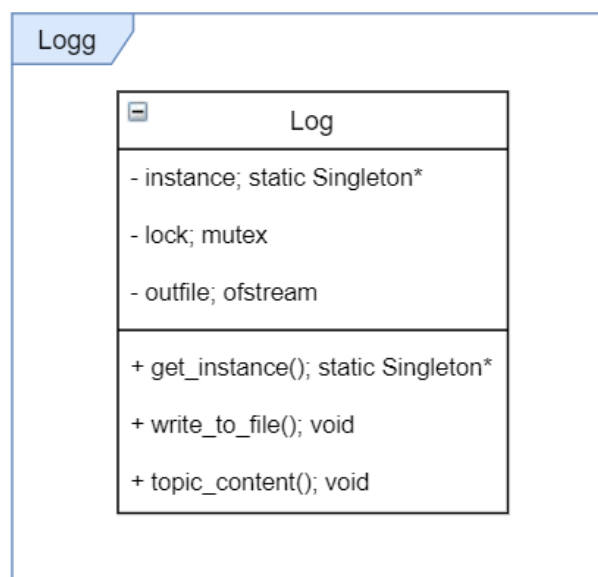 Logg
Log
- instance; static Singleton*
- lock; mutex
- outfile; ofstream
+ get_instance(); static Singleton*
+ write_to_file(); void
+ topic_content(); void